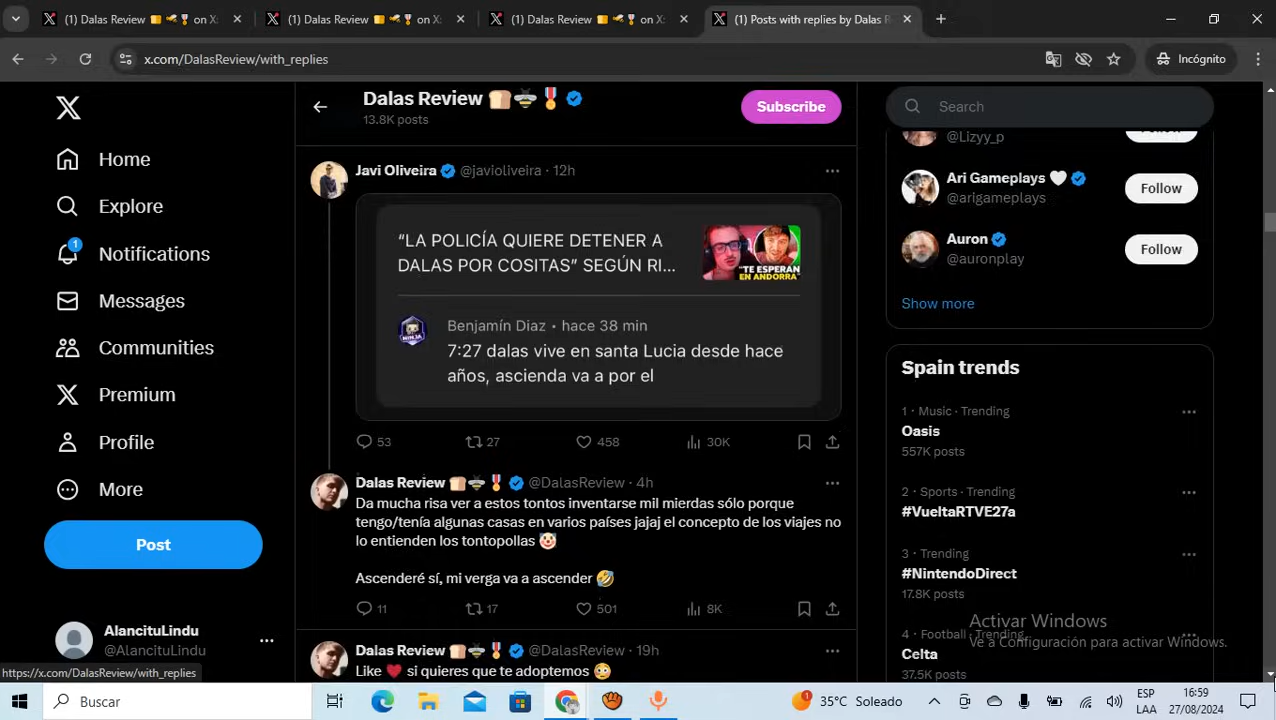 (1) Dalas Review on X:
(1) Dalas Review on X:
(1) Dalas Review on X:
(1) Posts with replies by Dalas R
x.com/DalasReview/with_replies
Incógnito
Home
Explore
1
Notifications
Messages
Communities
Premium
Profile
More
Post
AlancituLindu
@AlancituLindu
https://x.com/DalasReview/with_replies
Dalas Review
13.8K posts
Subscribe
Javi Oliveira @javioliveira · 12h
“LA POLICÍA QUIERE DETENER A
DALAS POR COSITAS” SEGÚN RI...
"TE ESPERAN
EN ANDORRA"
NINJA
Benjamín Diaz • hace 38 min
7:27 dalas vive en santa Lucia desde hace
años, ascienda va a por el
53 27 458 30K
Dalas Review @DalasReview · 4h
Da mucha risa ver a estos tontos inventarse mil mierdas sólo porque
tengo/tenía algunas casas en varios países jajaj el concepto de los viajes no
lo entienden los tontopollas 🤡
Ascenderé sí, mi verga va a ascender 🤣
11 17 501 8K
Dalas Review @DalasReview · 19h
Like ❤️ si quieres que te adoptemos 😳
Search
@Lizyy_p
Ari Gameplays
@arigameplays
Follow
Auron
@auronplay
Follow
Show more
Spain trends
1 · Music · Trending
Oasis
557K posts
2 · Sports · Trending
#VueltaRTVE27a
3 · Trending
#NintendoDirect
17.8K posts
4 · Football · Trending
Celta
37.5K posts
Activar Windows
Ve a Configuración para activar Windows.
Buscar
1
35°C Soleado
ESP
LAA
16:59
27/08/2024